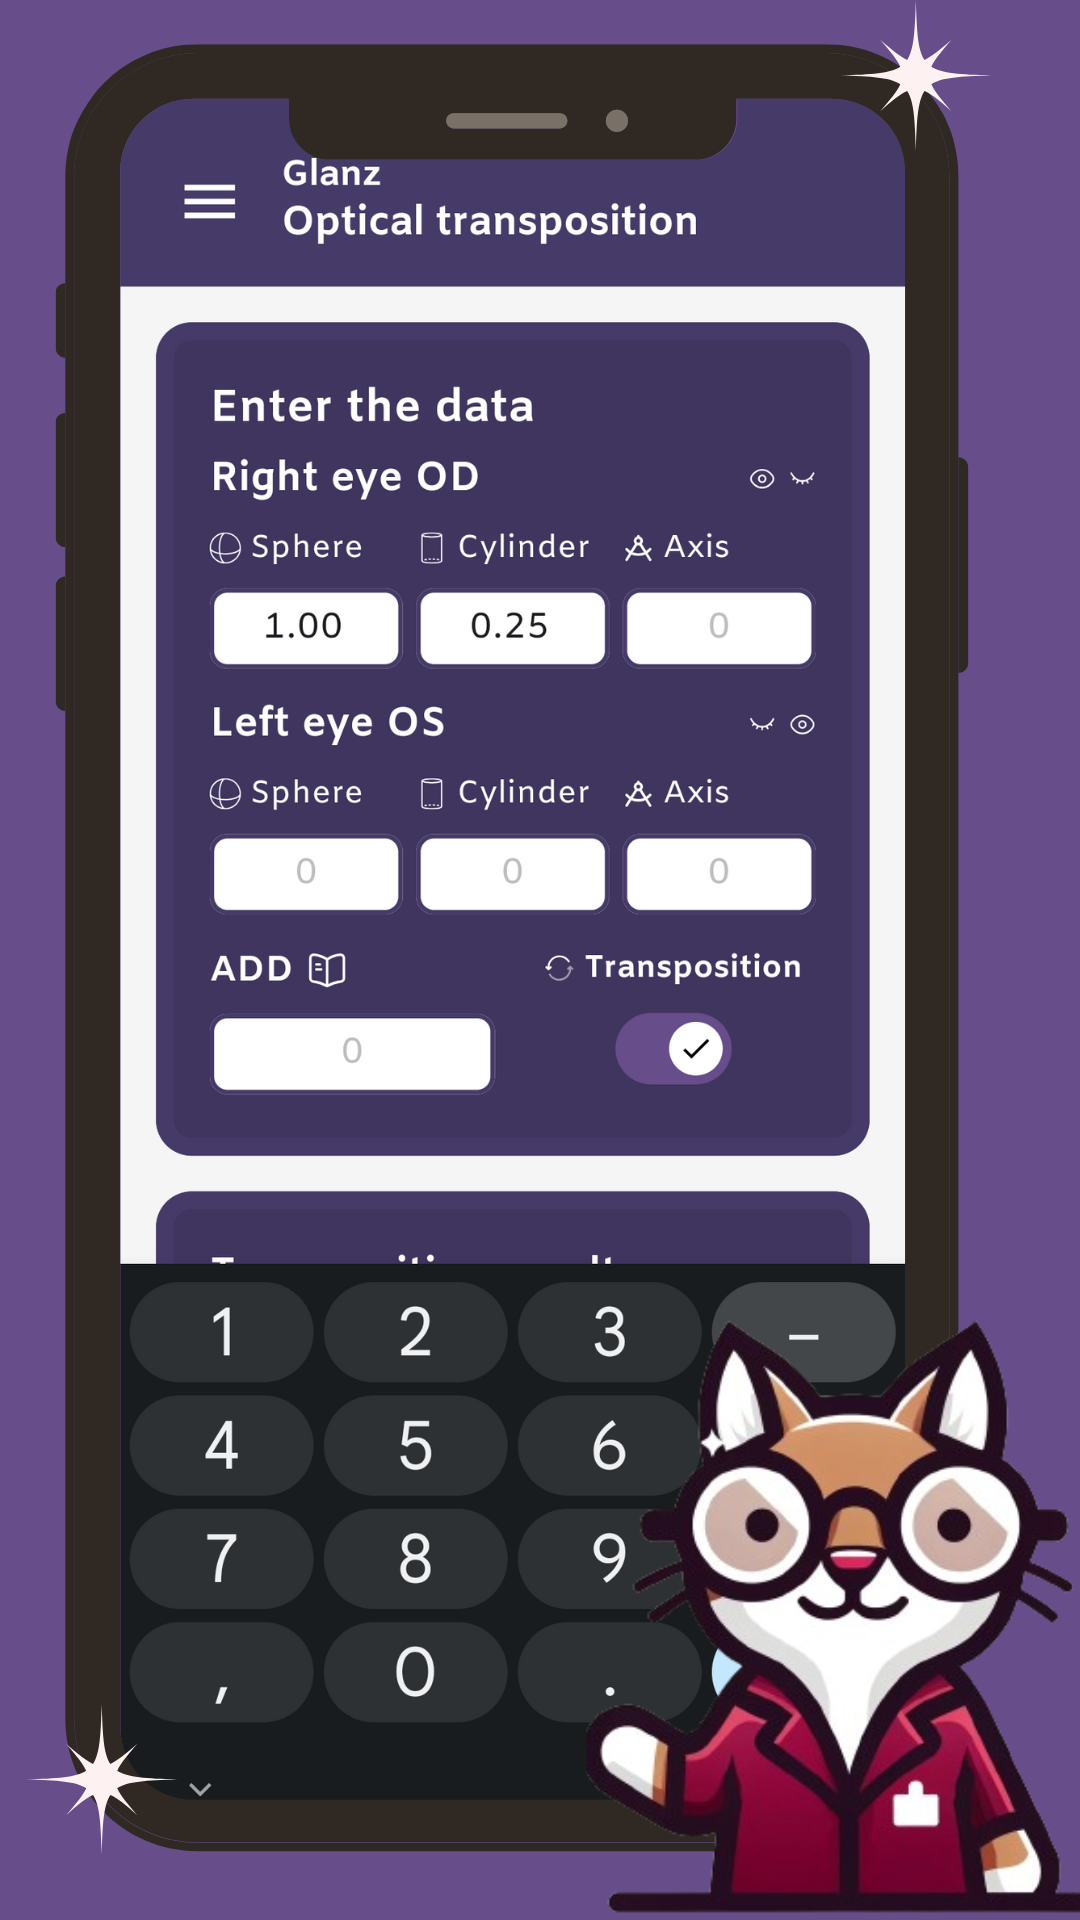 Glanz
Optical transposition
Enter the data
Right eye OD
Sphere Cylinder Axis
1.00 0.25 0
Left eye OS
Sphere Cylinder Axis
0 0 0
ADD Transposition
0
1 2 3 –
4 5 6
7 8 9
, 0 .